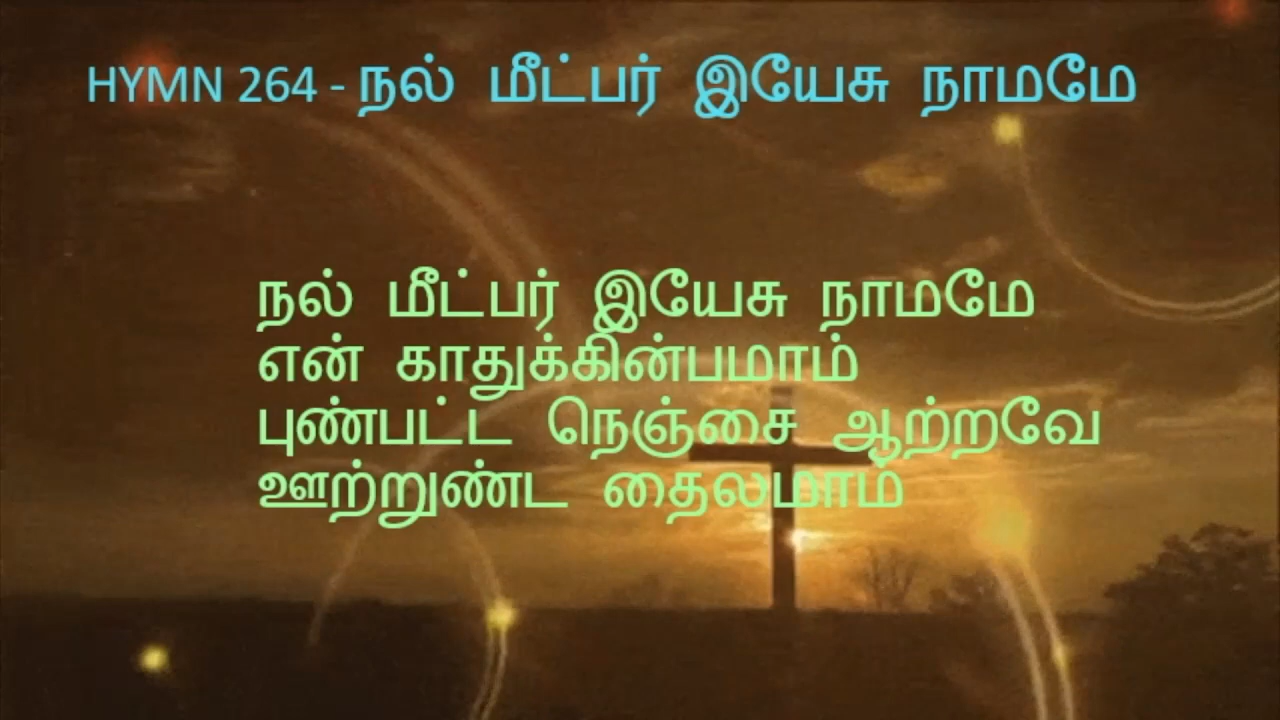 HYMN 264 - நல் மீட்பர் இயேசு நாமமே
நல் மீட்பர் இயேசு நாமமே
என் காதுக்கின்பமாம்
புண்பட்ட நெஞ்சை ஆற்றவே
ஊற்றுண்ட தைலமாம்